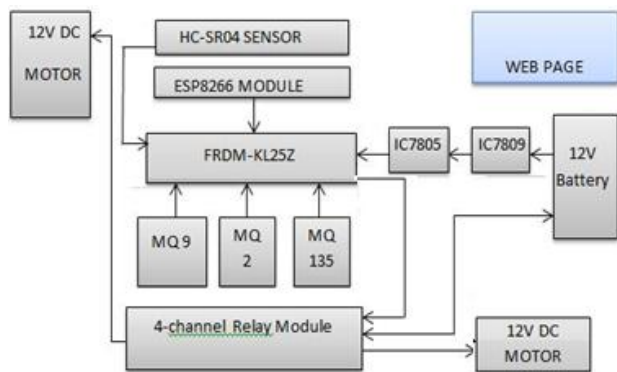 12V DC
MOTOR
HC-SR04 SENSOR
WEB PAGE
ESP8266 MODULE
FRDM-KL25Z
IC7805
IC7809
12V
Battery
MQ 9
MQ
2
MQ
135
4-channel Relay Module
12V DC
MOTOR